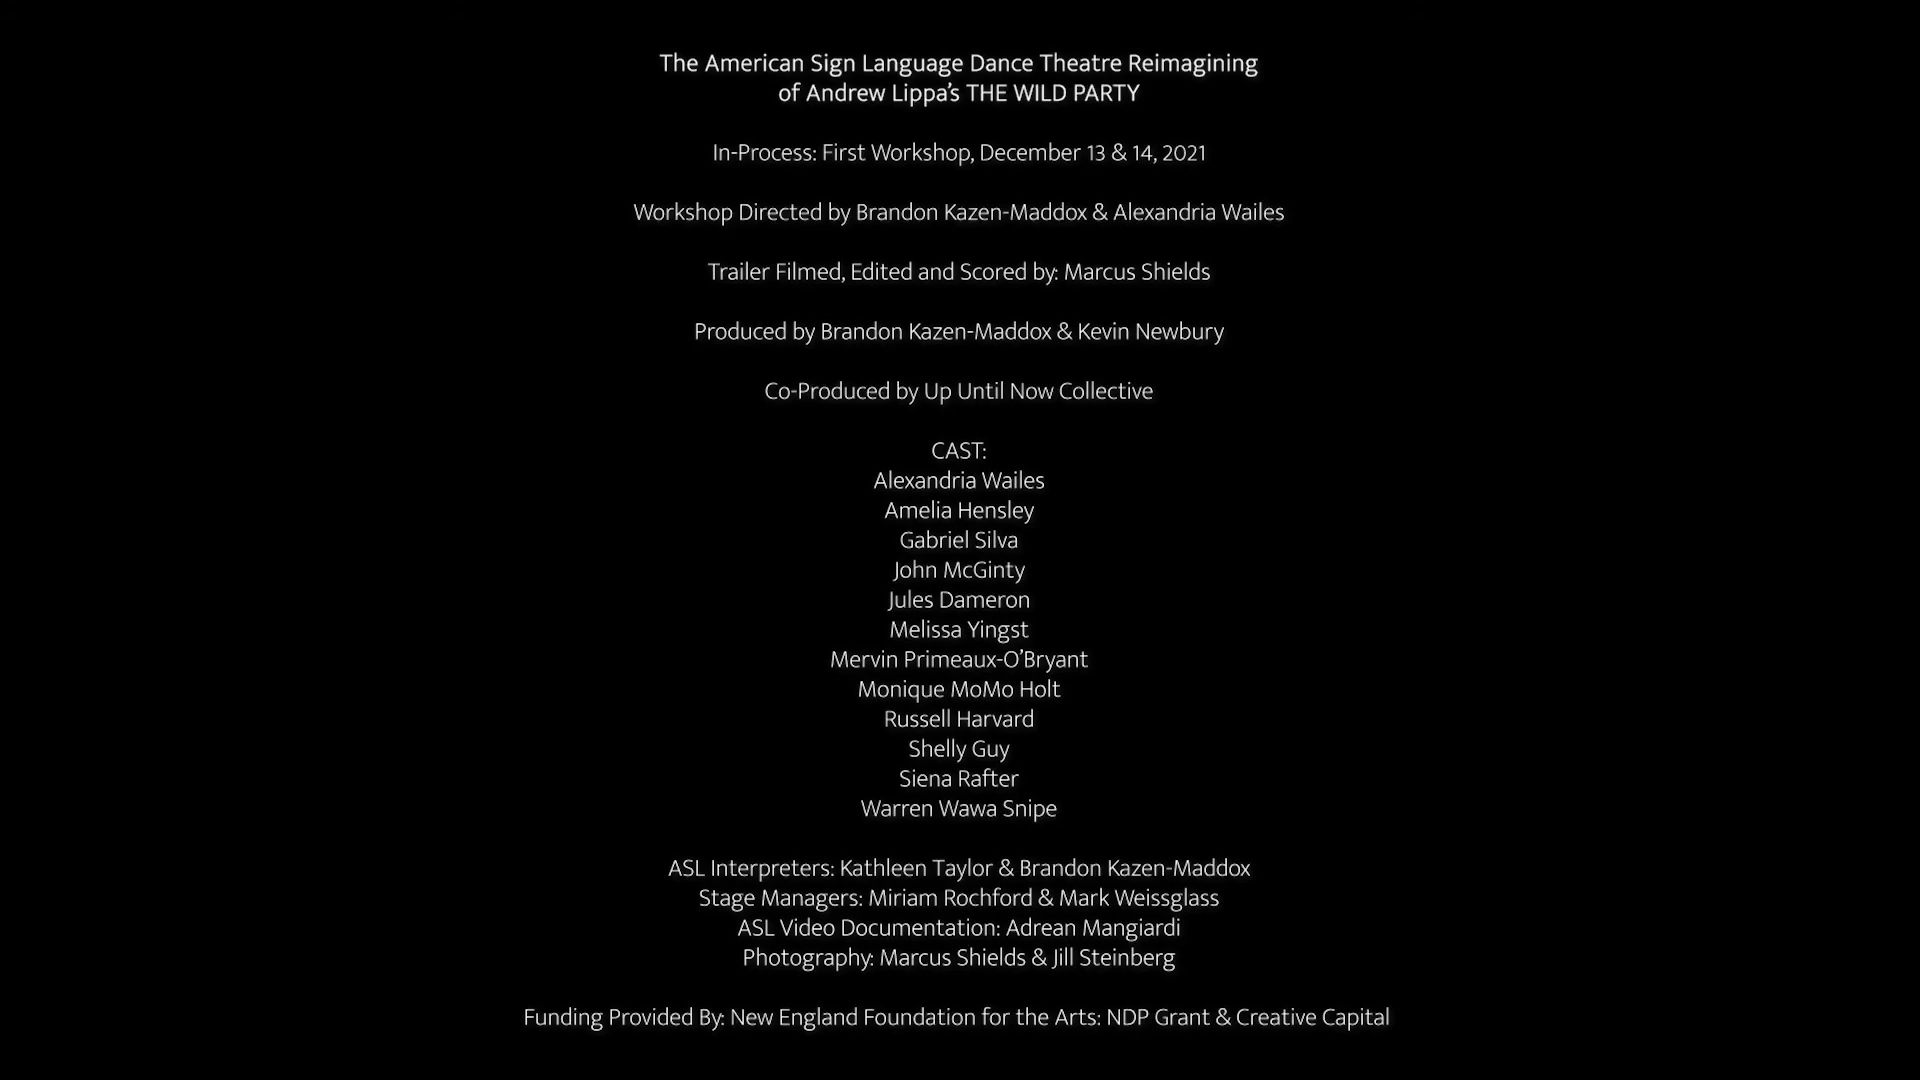 The American Sign Language Dance Theatre Reimagining
of Andrew Lippa’s THE WILD PARTY
In-Process: First Workshop, December 13 & 14, 2021
Workshop Directed by Brandon Kazen-Maddox & Alexandria Wailes
Trailer Filmed, Edited and Scored by: Marcus Shields
Produced by Brandon Kazen-Maddox & Kevin Newbury
Co-Produced by Up Until Now Collective
CAST:
Alexandria Wailes
Amelia Hensley
Gabriel Silva
John McGinty
Jules Dameron
Melissa Yingst
Mervin Primeaux-O’Bryant
Monique MoMo Holt
Russell Harvard
Shelly Guy
Siena Rafter
Warren Wawa Snipe
ASL Interpreters: Kathleen Taylor & Brandon Kazen-Maddox
Stage Managers: Miriam Rochford & Mark Weissglass
ASL Video Documentation: Adrean Mangiardi
Photography: Marcus Shields & Jill Steinberg
Funding Provided By: New England Foundation for the Arts: NDP Grant & Creative Capital